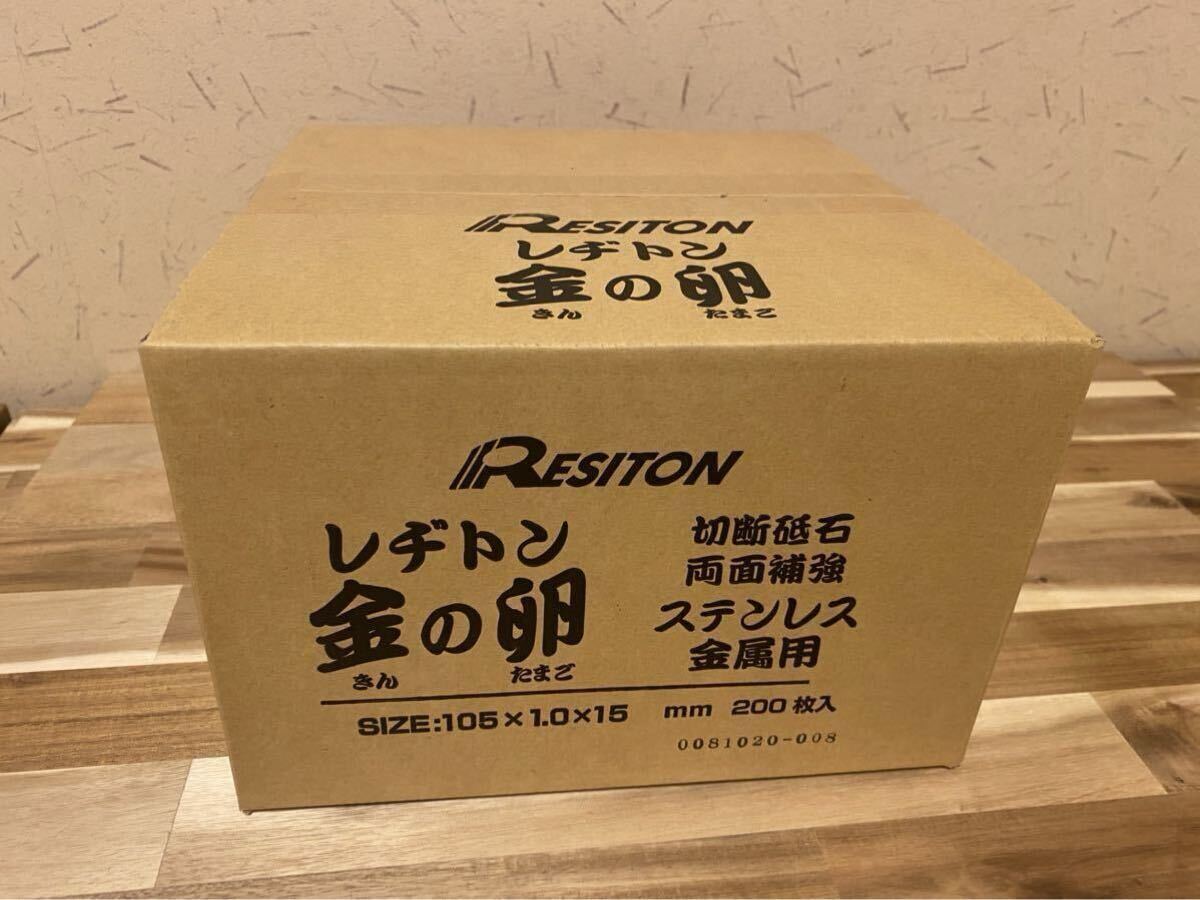 RESITON
レヂトン
金の卵
きん たまご
RESITON
レヂトン
金の卵
きん たまご
切断砥石
両面補強
ステンレス
金属用
SIZE:105×1.0×15 mm 200枚入
0081020-008